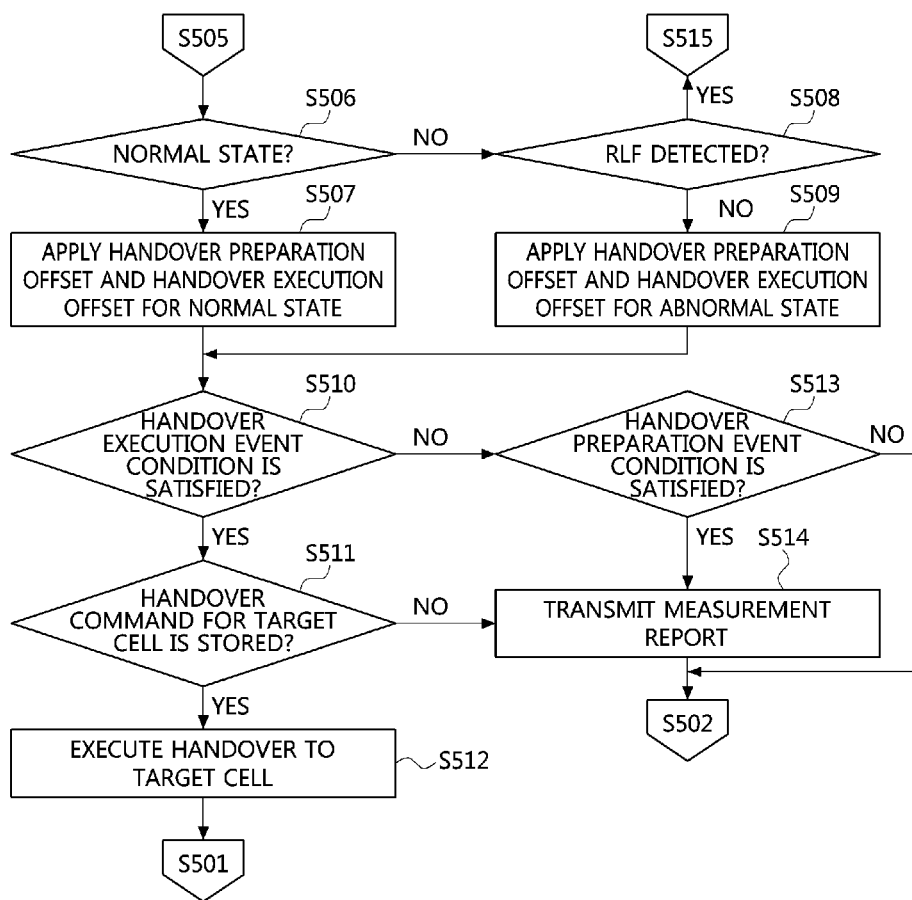 S505
S515
S506
YES
S508
NORMAL STATE?
NO
RLF DETECTED?
YES
S507
NO
S509
APPLY HANDOVER PREPARATION
OFFSET AND HANDOVER EXECUTION
OFFSET FOR NORMAL STATE
APPLY HANDOVER PREPARATION
OFFSET AND HANDOVER EXECUTION
OFFSET FOR ABNORMAL STATE
S510
S513
HANDOVER
EXECUTION EVENT
CONDITION IS
SATISFIED?
NO
HANDOVER
PREPARATION EVENT
CONDITION IS
SATISFIED?
NO
YES
S511
YES
S514
HANDOVER
COMMAND FOR TARGET
CELL IS STORED?
NO
TRANSMIT MEASUREMENT
REPORT
YES
S502
EXECUTE HANDOVER TO
TARGET CELL
S512
S501